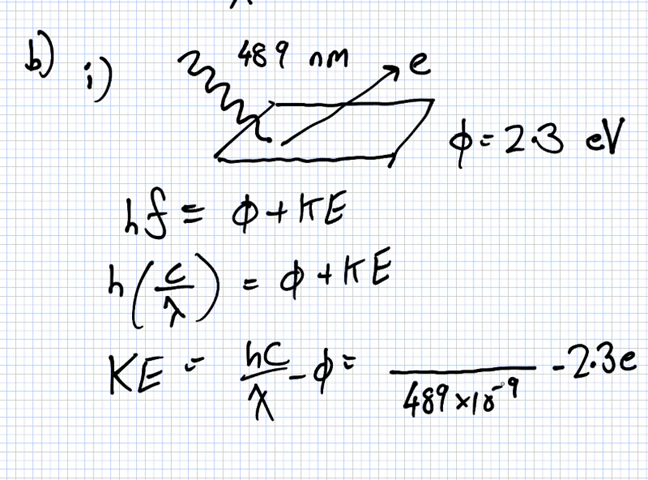 b) i) 489 nm e
ϕ = 2.3 eV
hf = ϕ + KE
h(c/λ) = ϕ + KE
KE = hc/λ - ϕ = /489 × 10⁻⁹ - 2.3e